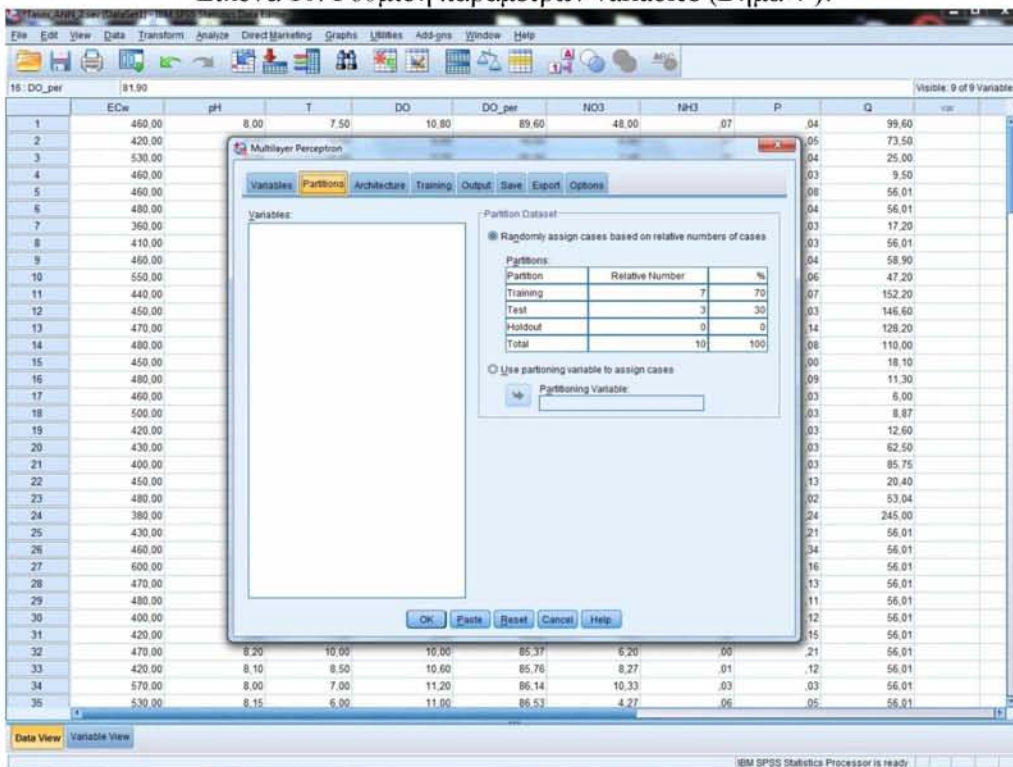 File Edit View Data Transform Analyze Direct Marketing Graphs Utilities Add-ons Window Help
16 : DO_per 81,90 Visible: 9 of 9 Variable
ECw pH T DO DO_per NO3 NH3 P Q var
1 460,00 8,00 7,50 10,80 89,60 48,00 ,07 ,04 99,60
2 420,00 ,05 73,50
3 530,00 ,04 25,00
4 460,00 ,03 9,50
5 460,00 ,08 56,01
6 480,00 ,04 56,01
7 360,00 ,03 17,20
8 410,00 ,03 56,01
9 460,00 ,04 58,90
10 550,00 ,06 47,20
11 440,00 ,07 152,20
12 450,00 ,03 146,60
13 470,00 ,14 128,20
14 480,00 ,08 110,00
15 450,00 ,00 18,10
16 480,00 ,09 11,30
17 460,00 ,03 6,00
18 500,00 ,03 8,87
19 420,00 ,03 12,60
20 430,00 ,03 62,50
21 400,00 ,03 85,75
22 450,00 ,13 20,40
23 480,00 ,02 53,04
24 380,00 ,24 245,00
25 430,00 ,21 56,01
26 460,00 ,34 56,01
27 600,00 ,16 56,01
28 470,00 ,13 56,01
29 480,00 ,11 56,01
30 400,00 ,12 56,01
31 420,00 ,15 56,01
32 470,00 8,20 10,00 10,00 85,37 6,20 ,00 ,21 56,01
33 420,00 8,10 8,50 10,60 85,76 8,27 ,01 ,12 56,01
34 570,00 8,00 7,00 11,20 86,14 10,33 ,03 ,03 56,01
35 530,00 8,15 6,00 11,00 86,53 4,27 ,06 ,05 56,01
Multilayer Perceptron
Variables Partitions Architecture Training Output Save Export Options
Variables:
Partition Dataset
Randomly assign cases based on relative numbers of cases
Partitions:
Partition Relative Number %
Training 7 70
Test 3 30
Holdout 0 0
Total 10 100
Use partioning variable to assign cases
Partitioning Variable:
OK Paste Reset Cancel Help
Data View Variable View
IBM SPSS Statistics Processor is ready